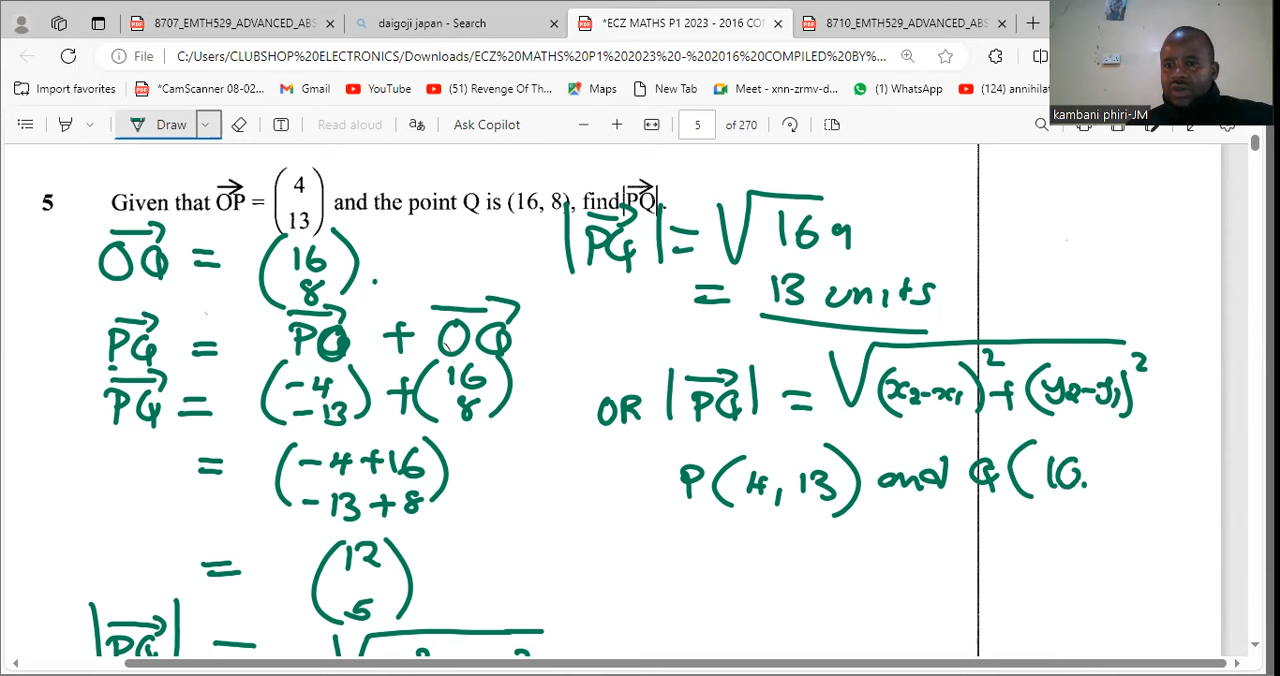 8707_EMTH529_ADVANCED_ABS
daigoji japan - Search
*ECZ MATHS P1 2023 - 2016 CO
8710_EMTH529_ADVANCED_ABS
File
C:/Users/CLUBSHOP%20ELECTRONICS/Downloads/ECZ%20MATHS%20P1%202023%20-%202016%20COMPILED%20BY%...
Import favorites
*CamScanner 08-02...
Gmail
YouTube
(51) Revenge Of Th...
Maps
New Tab
Meet - xnn-zrmv-d...
(1) WhatsApp
(124) annihilat
kambani phiri-JM
Draw
Read aloud
Ask Copilot
5
of 270
5 Given that OP = (4 13) and the point Q is (16, 8), find |PQ|.
OQ = (16 8).
PQ = PO + OQ
PQ = (-4 -13) + (16 8)
= (-4+16 -13+8)
= (12 -5)
|PQ| =
|PQ| = √169
= 13 units
OR |PQ| = √(x2-x1)²+(y2-y1)²
P(4, 13) and Q(10.